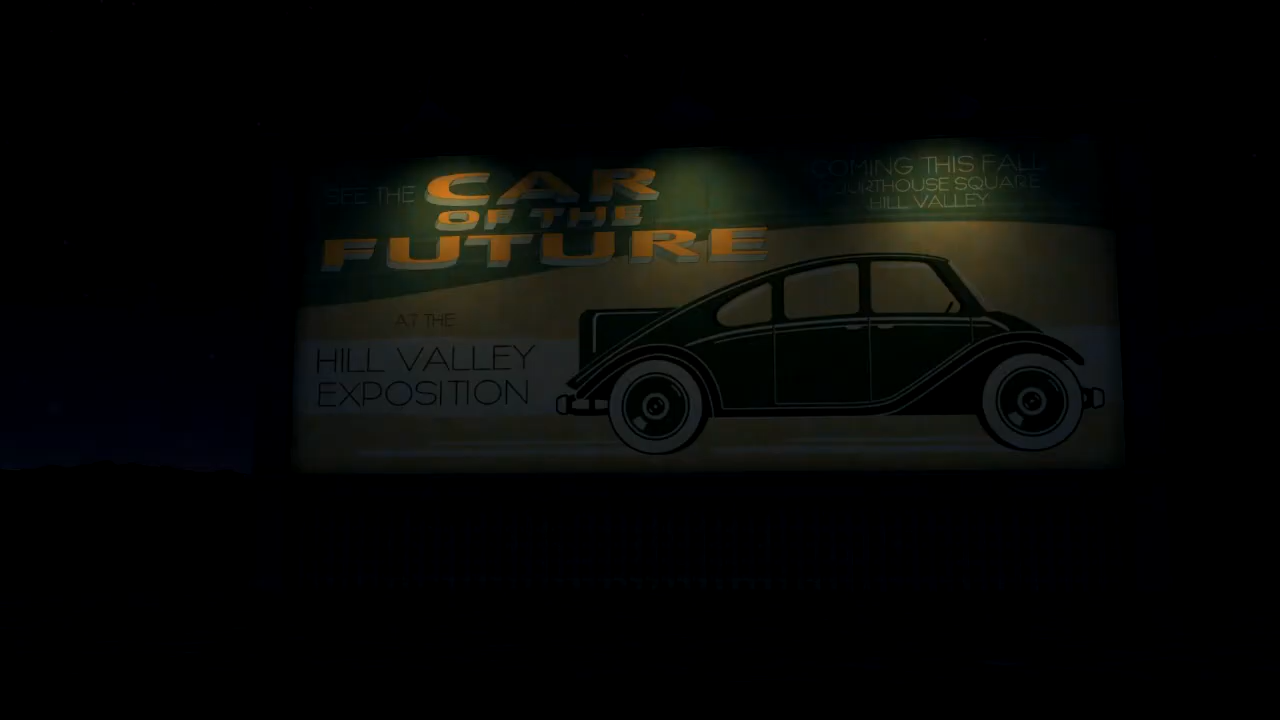 SEE THE CAR
OF THE
FUTURE
AT THE
HILL VALLEY
EXPOSITION
COMING THIS FALL
COURTHOUSE SQUARE
HILL VALLEY